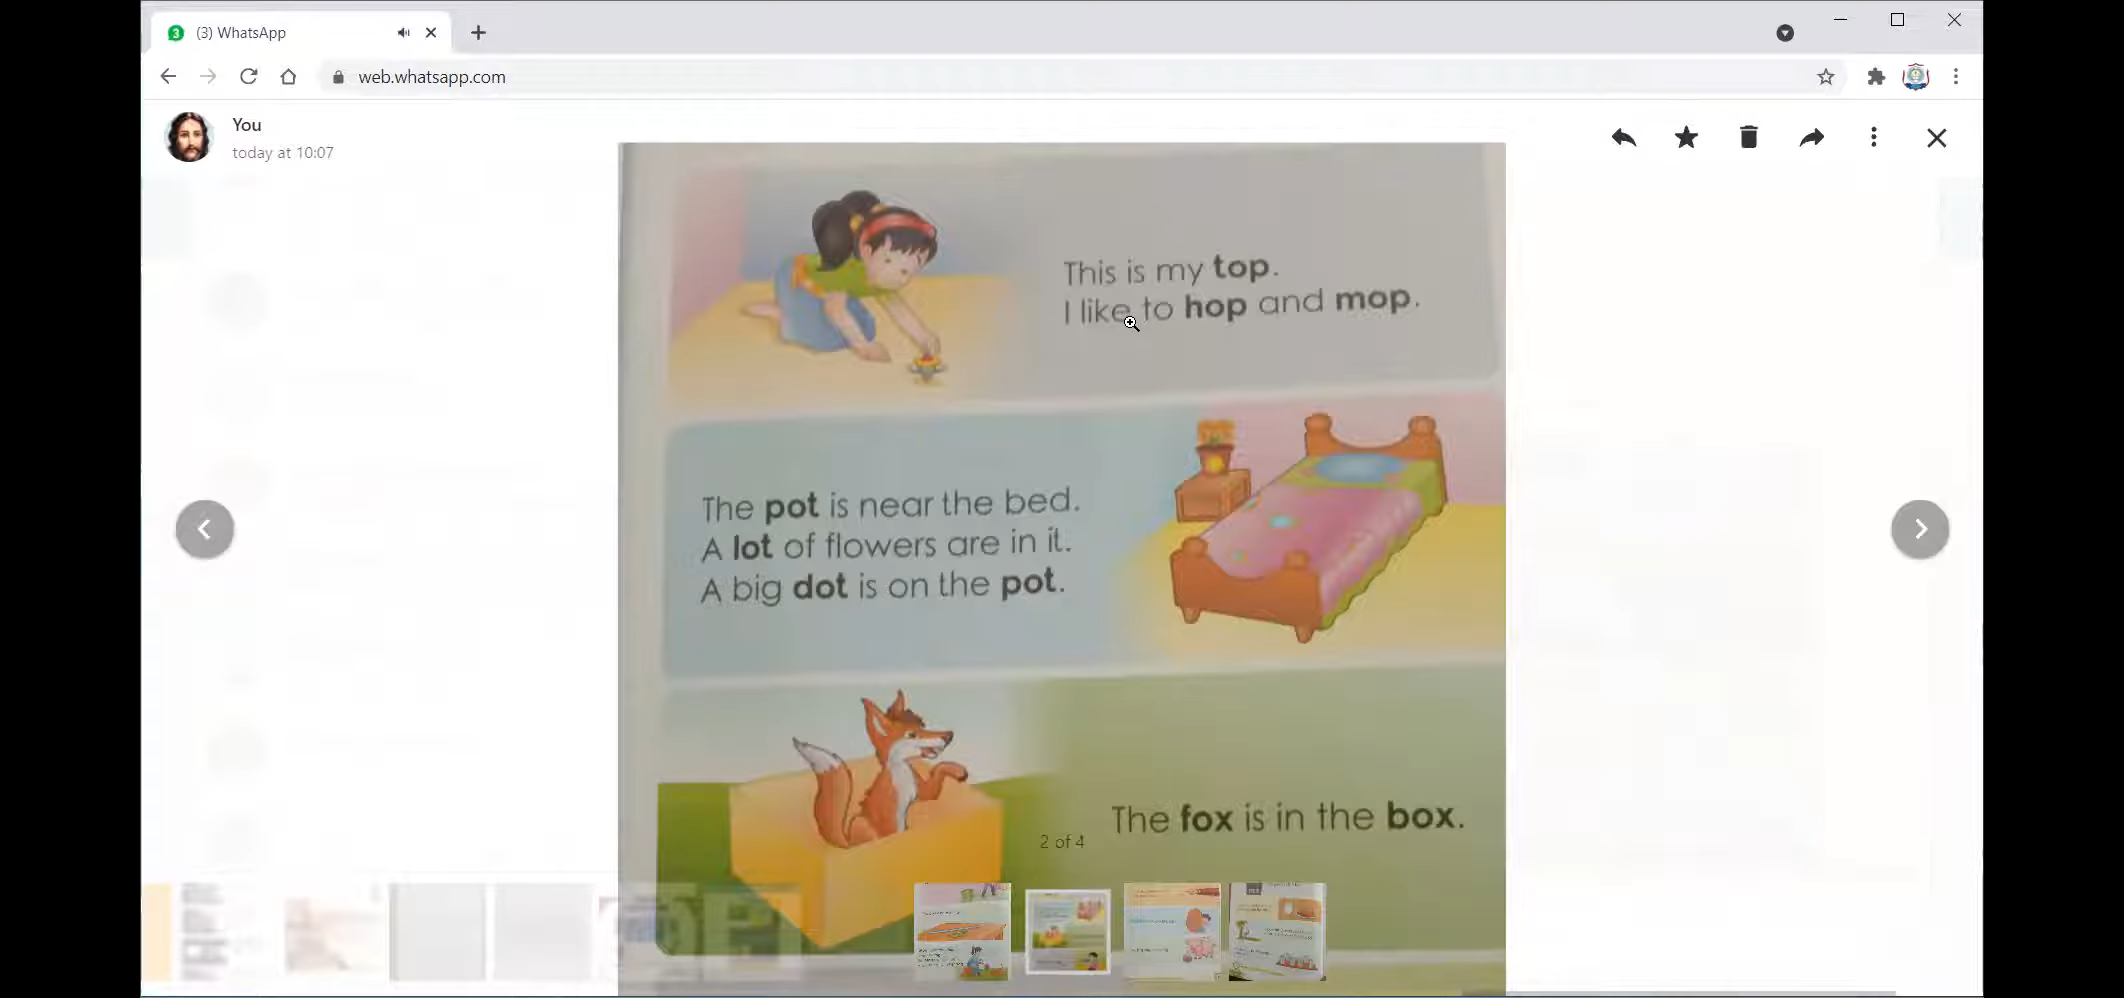 (3) WhatsApp
web.whatsapp.com
You
today at 10:07
This is my top.
I like to hop and mop.
The pot is near the bed.
A lot of flowers are in it.
A big dot is on the pot.
The fox is in the box.
2 of 4